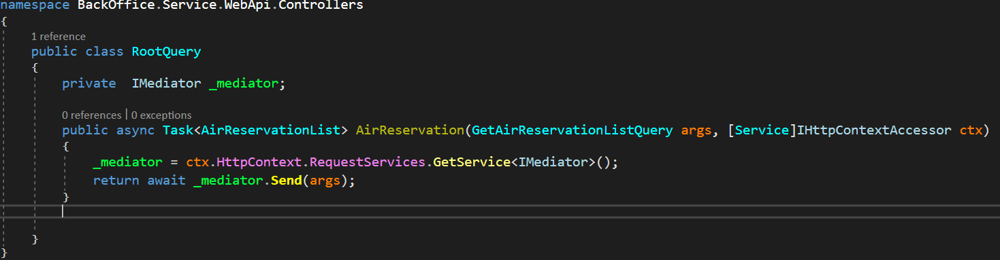 namespace BackOffice.Service.WebApi.Controllers
{
1 reference
public class RootQuery
{
private  IMediator _mediator;
0 references | 0 exceptions
public async Task<AirReservationList> AirReservation(GetAirReservationListQuery args, [Service]IHttpContextAccessor ctx)
{
_mediator = ctx.HttpContext.RequestServices.GetService<IMediator>();
return await _mediator.Send(args);
}
}
}